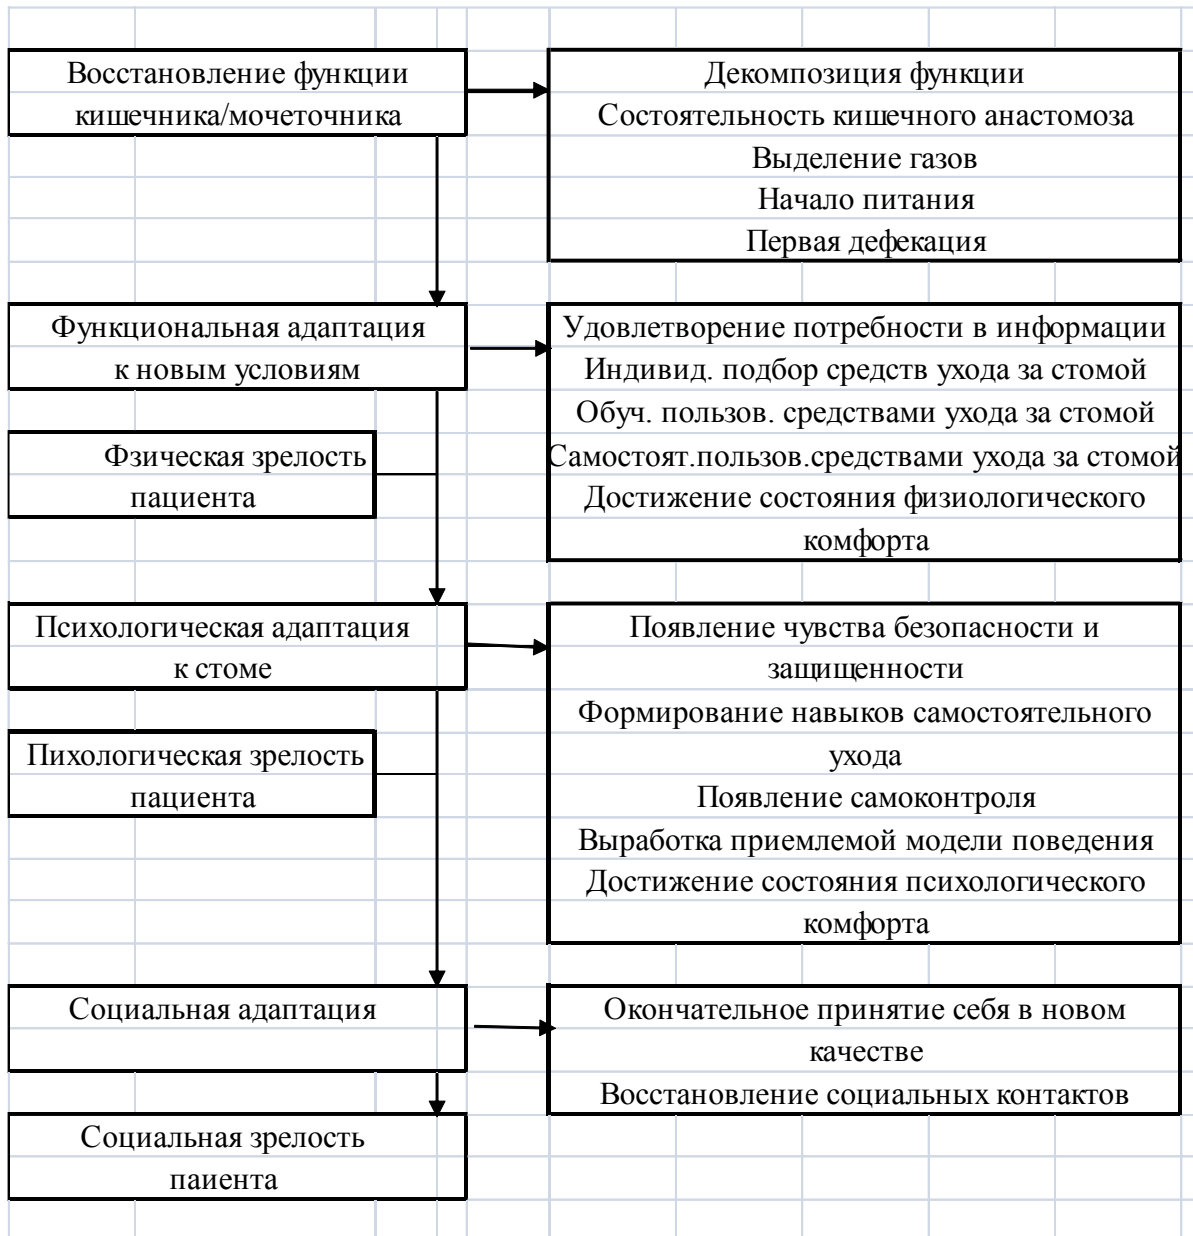 Восстановление функции
кишечника/мочеточника
Декомпозиция функции
Состоятельность кишечного анастомоза
Выделение газов
Начало питания
Первая дефекация
Функциональная адаптация
к новым условиям
Удовлетворение потребности в информации
Индивид. подбор средств ухода за стомой
Обуч. пользов. средствами ухода за стомой
Самостоят.пользов.средствами ухода за стомой
Достижение состояния физиологического
комфорта
Фзическая зрелость
пациента
Психологическая адаптация
к стоме
Появление чувства безопасности и
защищенности
Формирование навыков самостоятельного
ухода
Появление самоконтроля
Выработка приемлемой модели поведения
Достижение состояния психологического
комфорта
Пихологическая зрелость
пациента
Социальная адаптация
Окончательное принятие себя в новом
качестве
Восстановление социальных контактов
Социальная зрелость
паиента